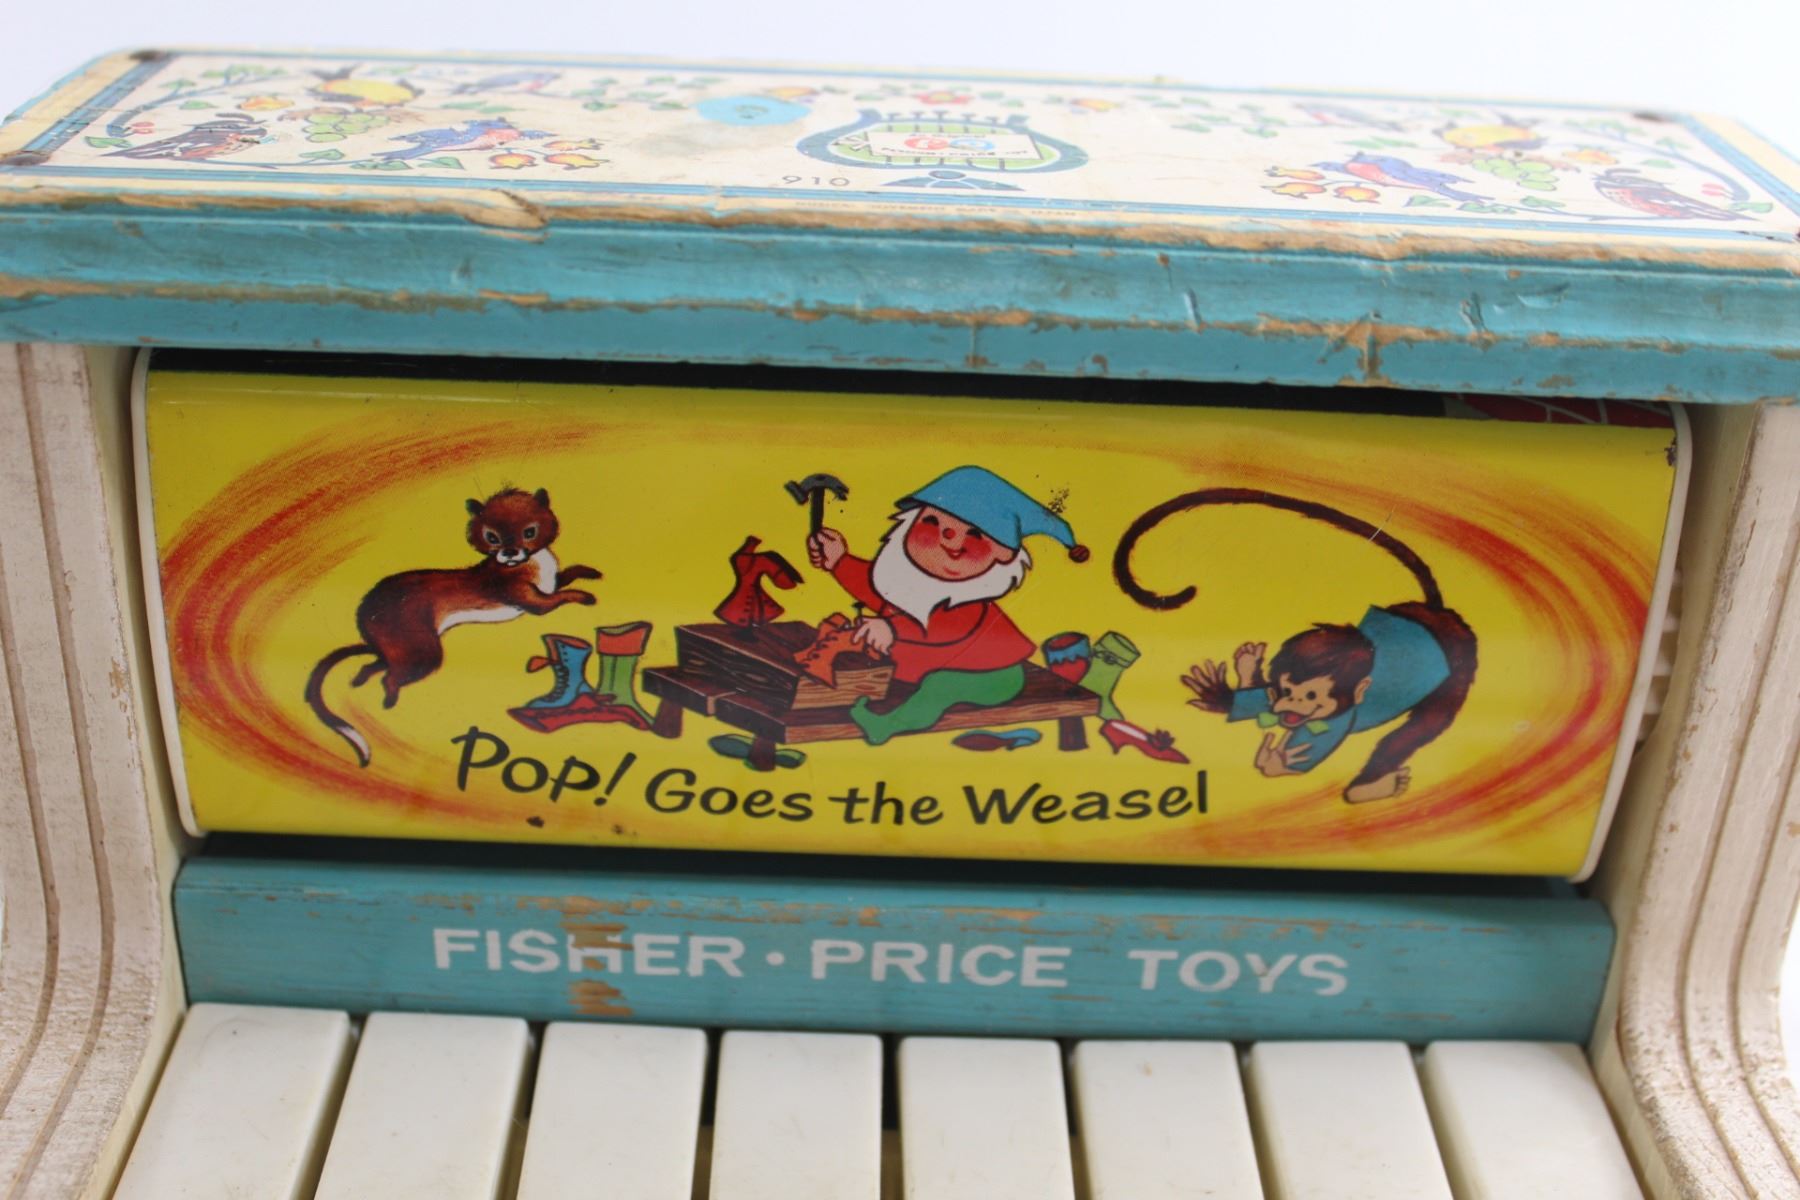 910
Pop! Goes the Weasel
FISHER·PRICE TOYS